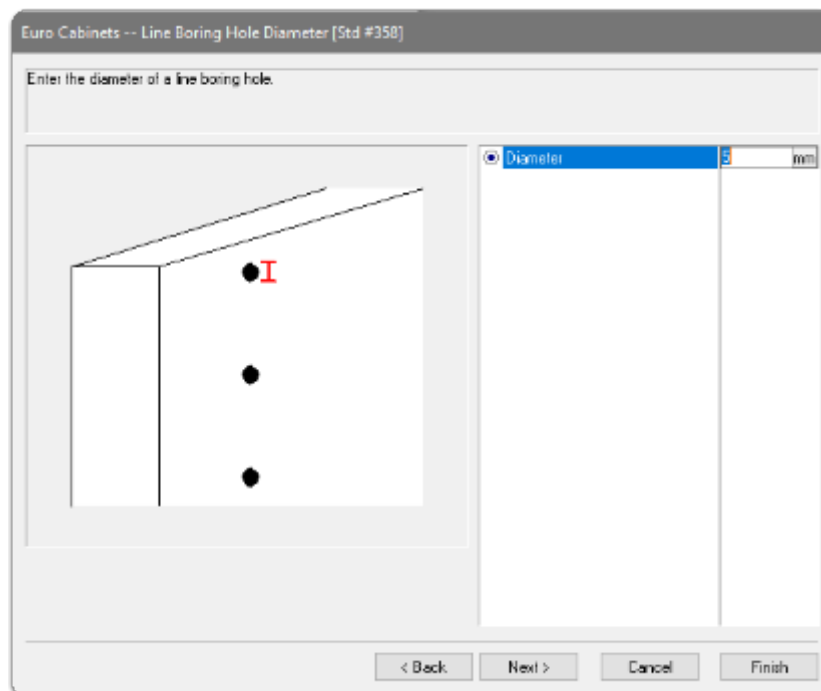 Euro Cabinets -- Line Boring Hole Diameter [Std #358]
Enter the diameter of a line boring hole.
Diameter 5 mm
< Back Next > Cancel Finish